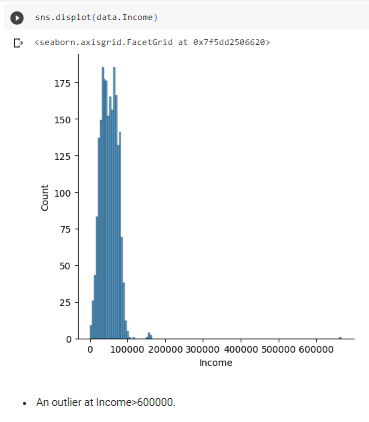 sns.displot(data.Income)
<seaborn.axisgrid.FacetGrid at 0x7f5dd2506620>
175
150
125
100
75
50
25
0
Count
0 100000 200000 300000 400000 500000 600000
Income
• An outlier at Income>600000.